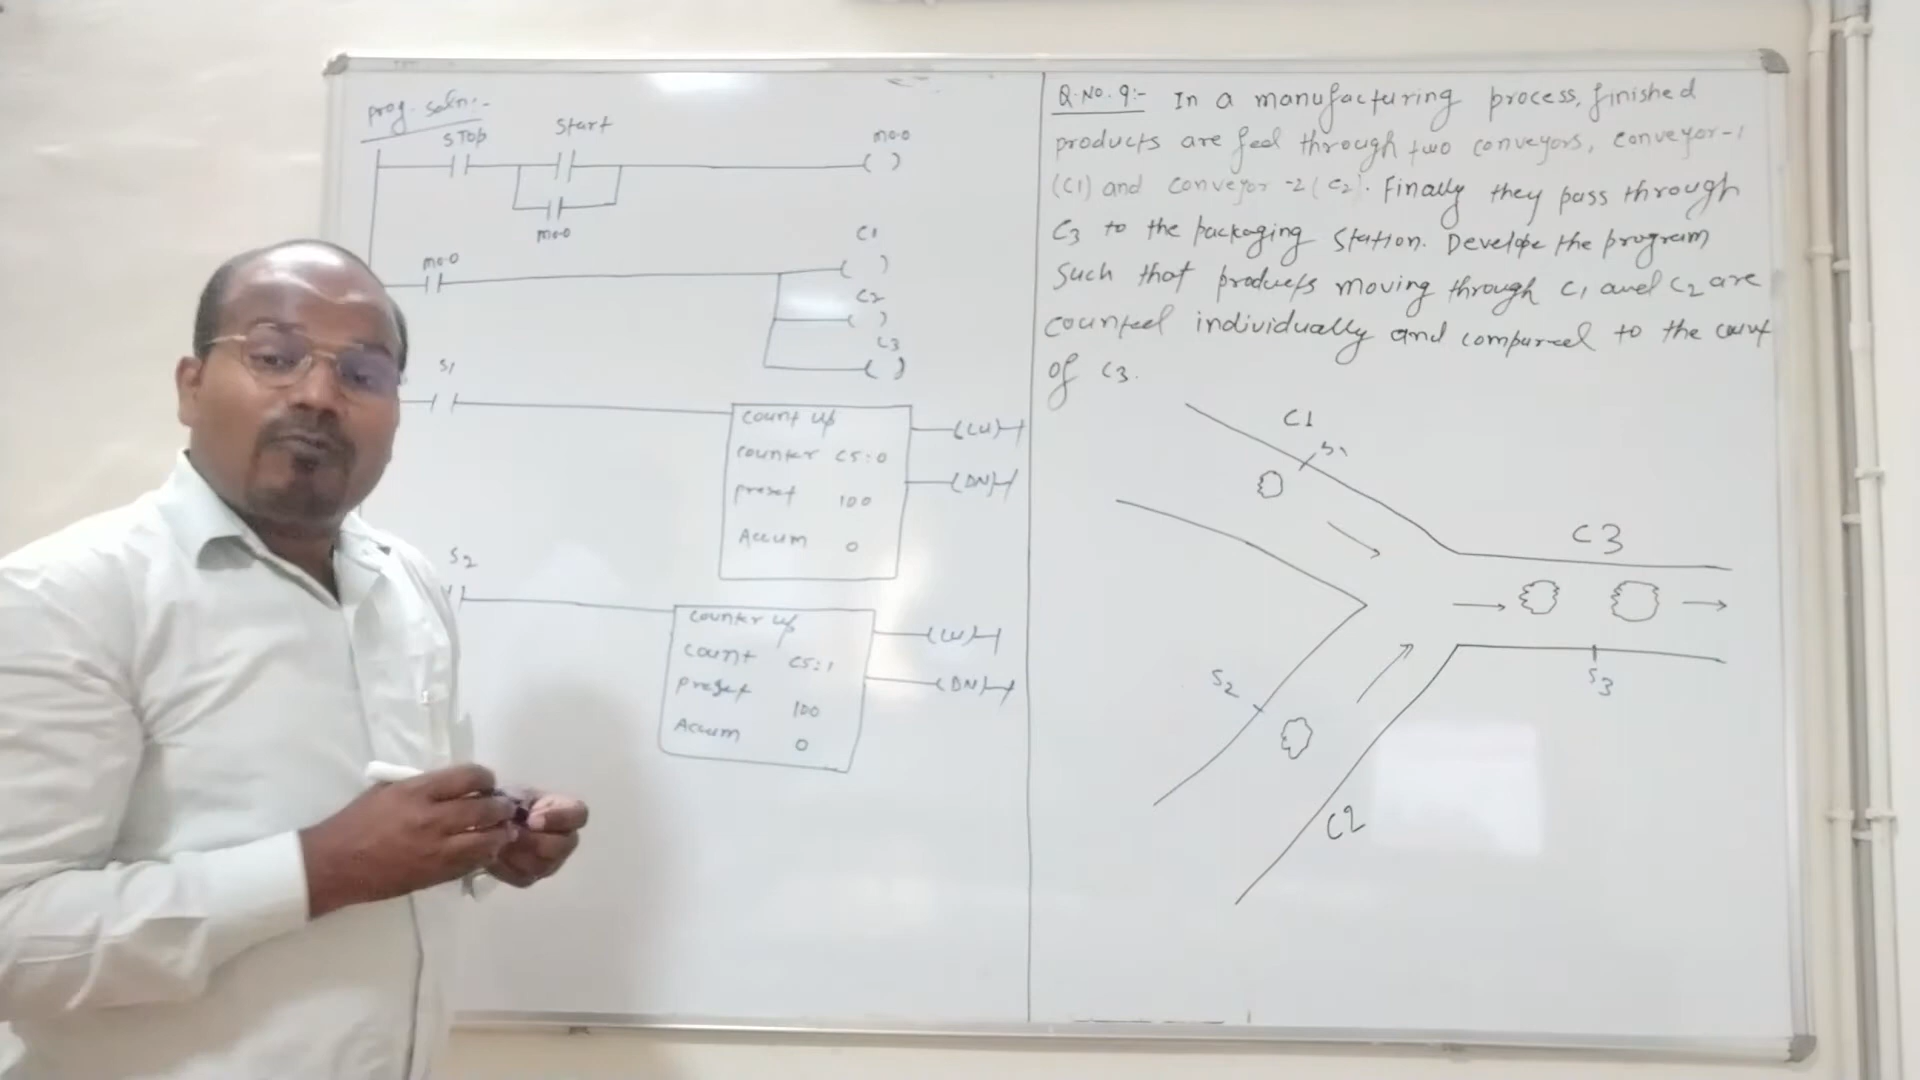 prog. soln:-
STOP
Start
m0.0
m0.0
m0.0
C1
C2
C3
S1
count up
counter C5:0
preset 100
Accum 0
(CU)
(DN)
S2
counter up
count C5:1
preset 100
Accum 0
(CU)
(DN)
Q.No.9:- In a manufacturing process, finished
products are feed through two conveyors, conveyor-1
(C1) and conveyor-2 (C2). Finally they pass through
C3 to the packaging station. Develope the program
such that products moving through C1 and C2 are
counted individually and compared to the count
of C3.
C1
S1
C3
S2
S3
C2